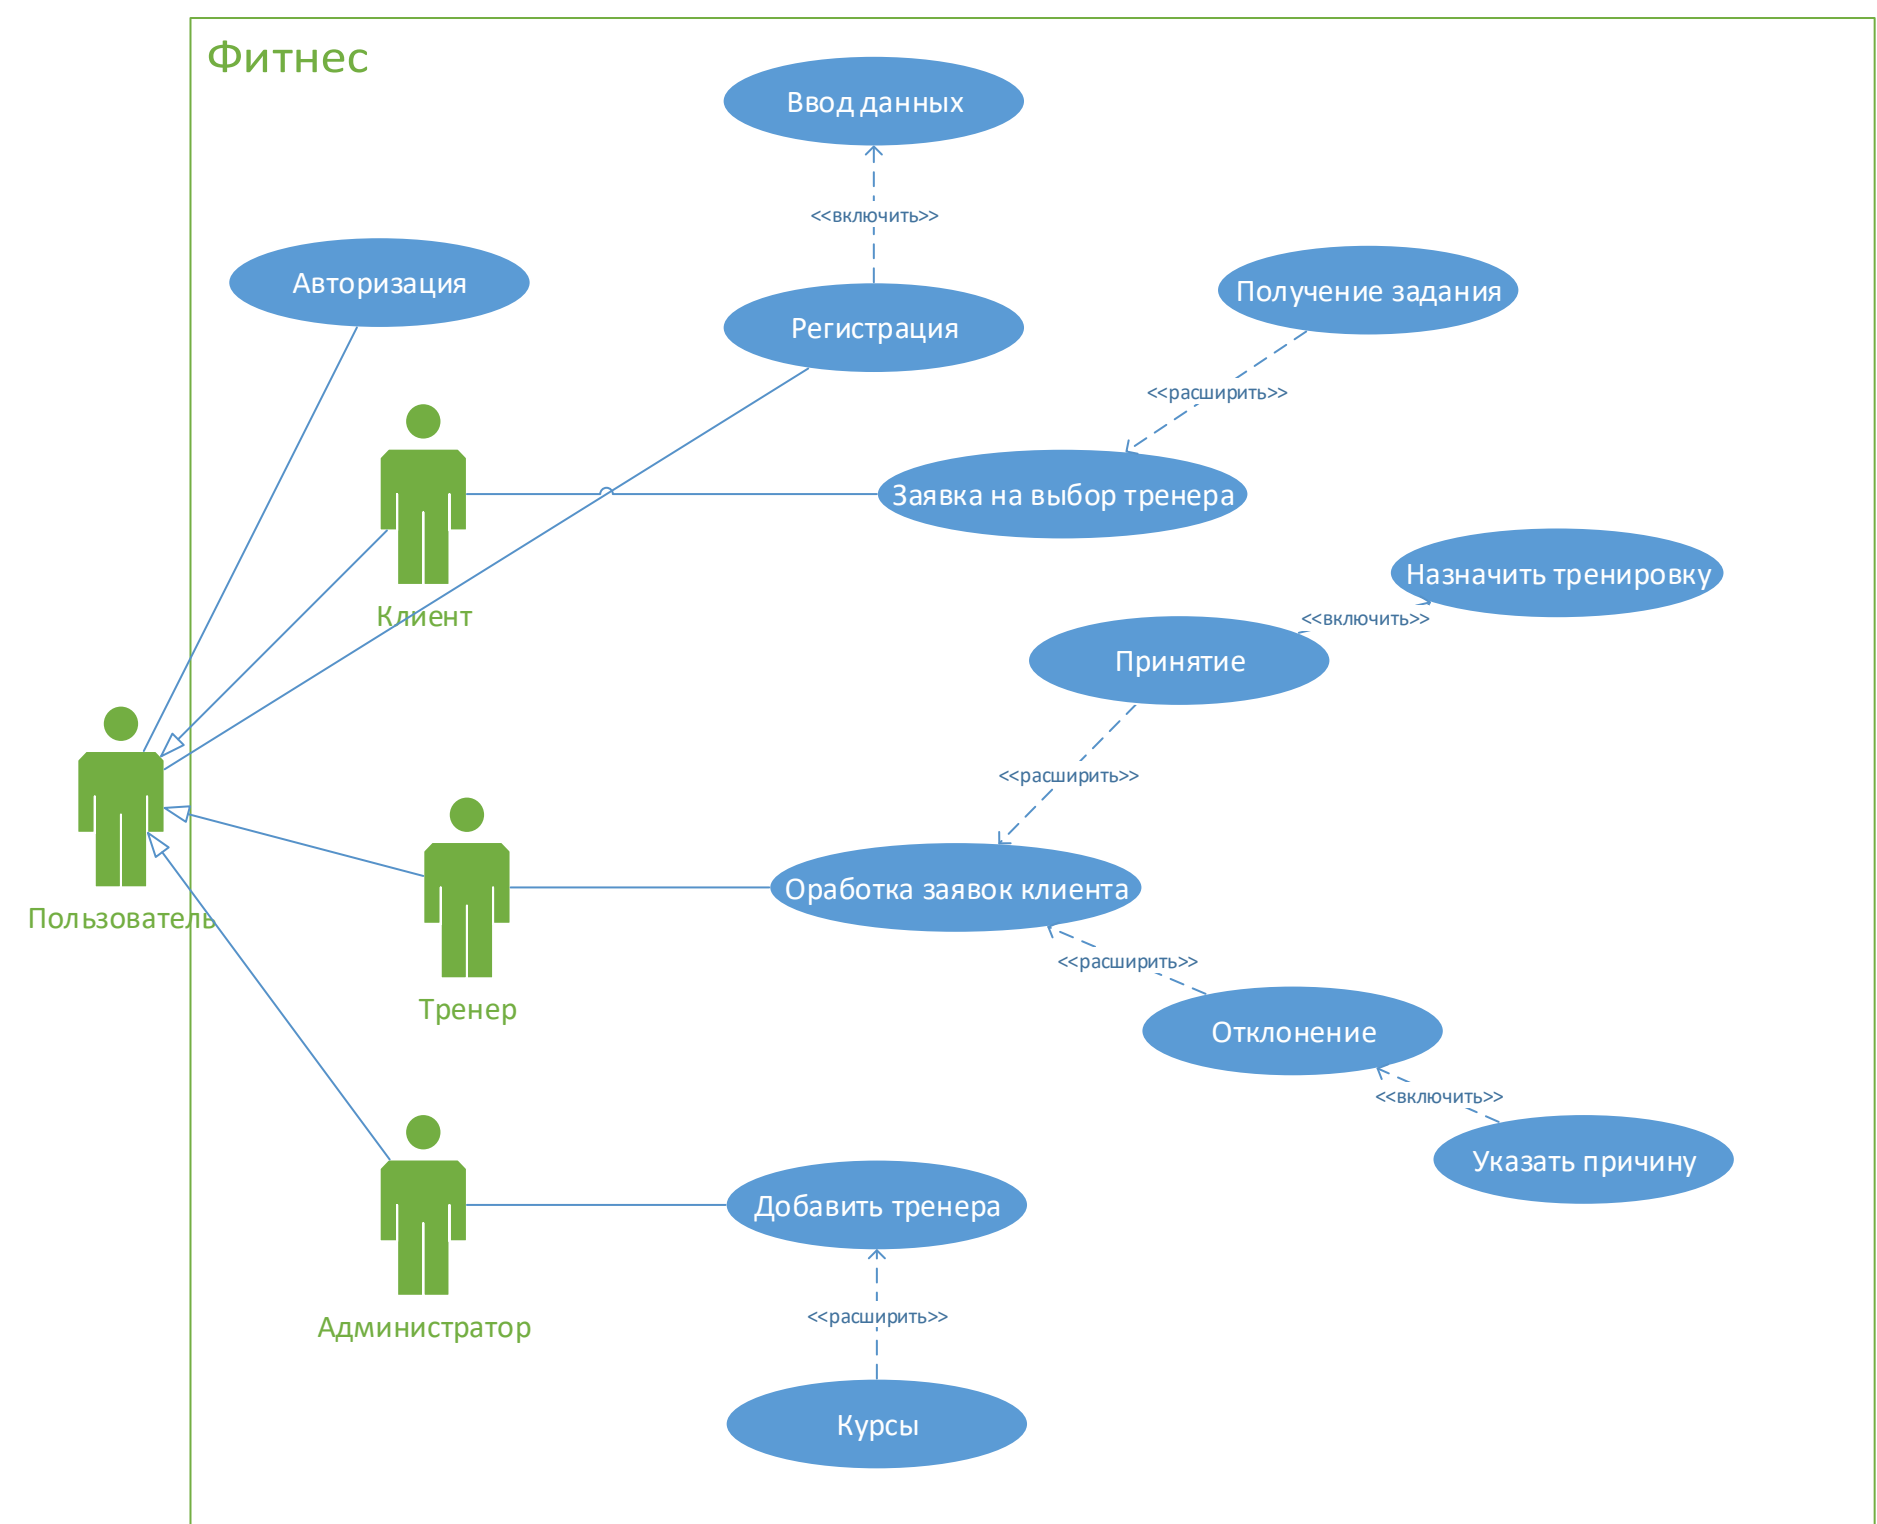 Фитнес
Ввод данных
<<включить>>
Авторизация
Получение задания
Регистрация
<<расширить>>
Заявка на выбор тренера
Назначить тренировку
Клиент
<<включить>>
Принятие
<<расширить>>
Оработка заявок клиента
Пользователь
<<расширить>>
Тренер
Отклонение
<<включить>>
Указать причину
Добавить тренера
<<расширить>>
Администратор
Курсы